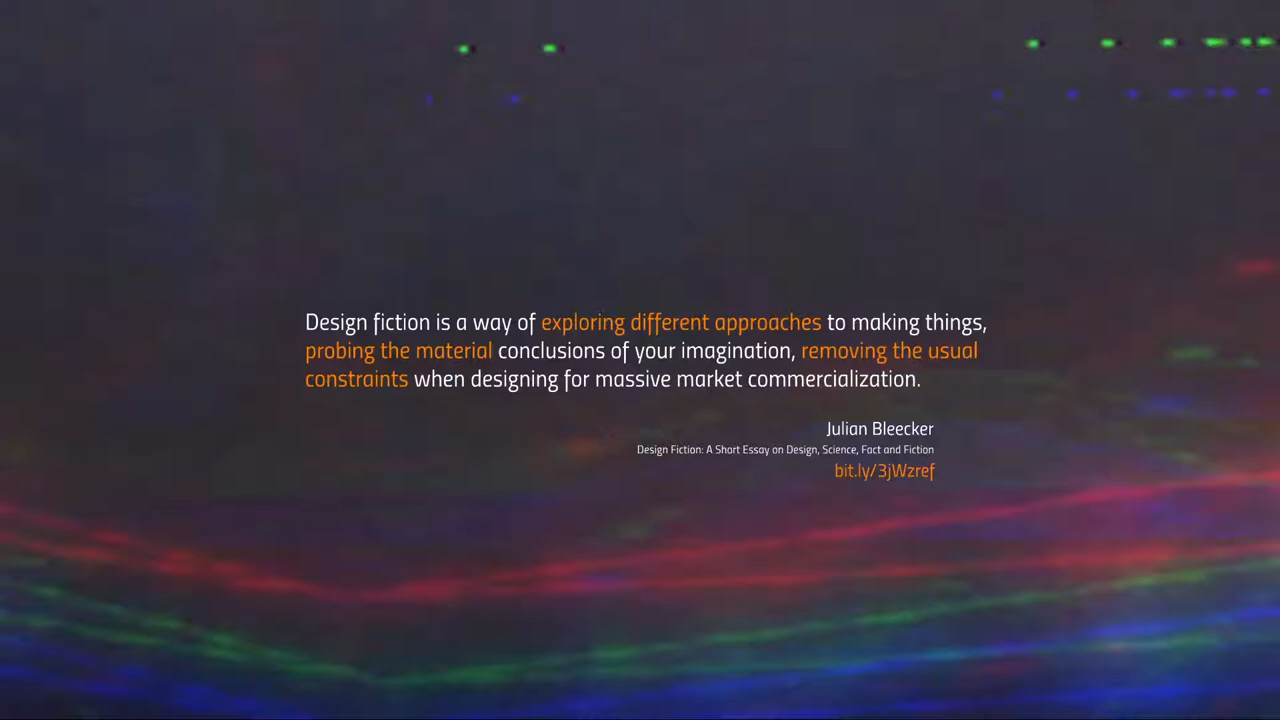 Design fiction is a way of exploring different approaches to making things,
probing the material conclusions of your imagination, removing the usual
constraints when designing for massive market commercialization.
Julian Bleecker
Design Fiction: A Short Essay on Design, Science, Fact and Fiction
bit.ly/3jWzref